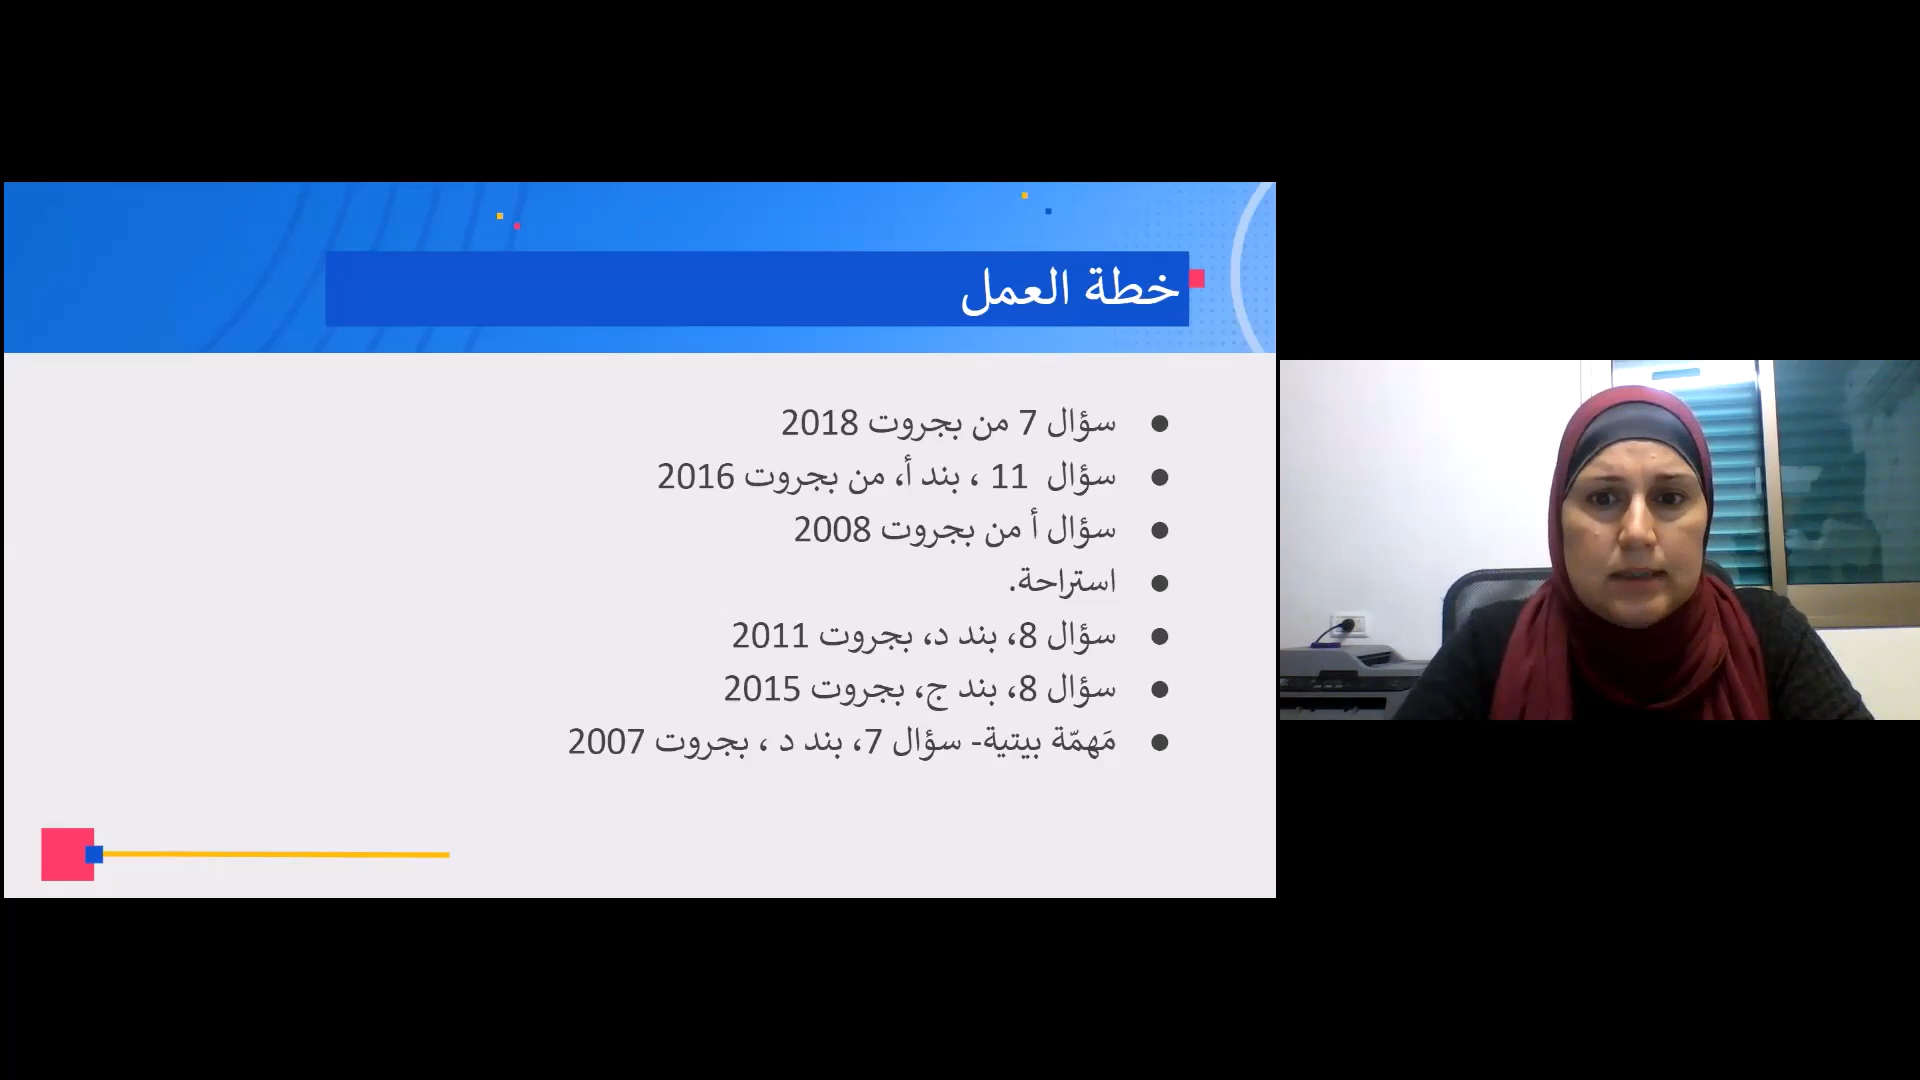 خطة العمل
● سؤال 7 من بجروت 2018
● سؤال 11 ، بند أ، من بجروت 2016
● سؤال أ من بجروت 2008
● استراحة.
● سؤال 8، بند د، بجروت 2011
● سؤال 8، بند ج، بجروت 2015
● مَهمّة بيتية- سؤال 7، بند د ، بجروت 2007